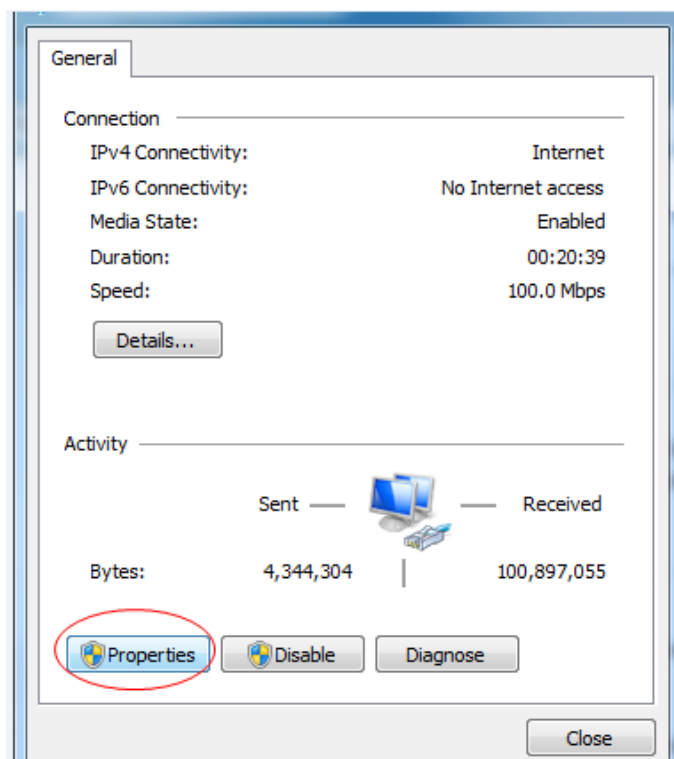 General
Connection
IPv4 Connectivity: Internet
IPv6 Connectivity: No Internet access
Media State: Enabled
Duration: 00:20:39
Speed: 100.0 Mbps
Details...
Activity
Sent Received
Bytes: 4,344,304 100,897,055
Properties Disable Diagnose
Close